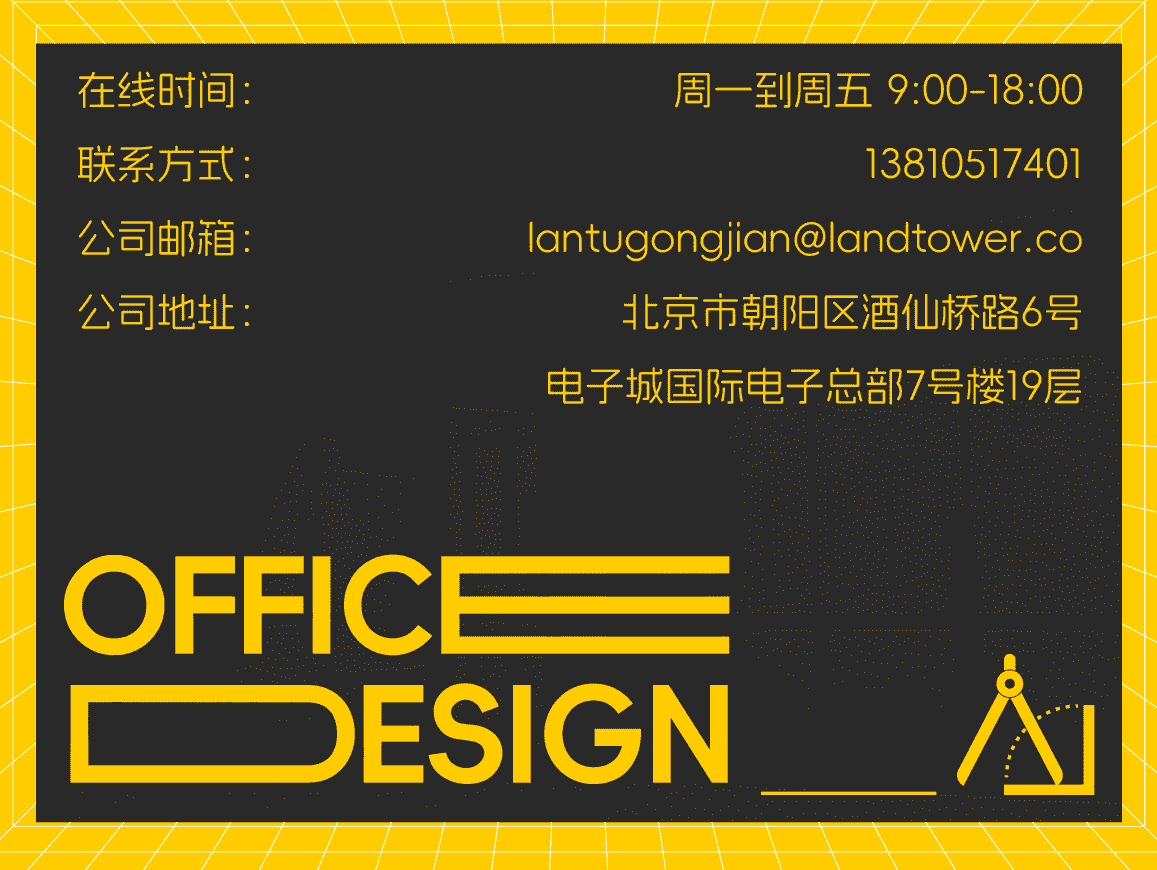 在线时间： 周一到周五 9:00-18:00
联系方式： 13810517401
公司邮箱： lantugongjian@landtower.co
公司地址： 北京市朝阳区酒仙桥路6号
电子城国际电子总部7号楼19层
OFFICE
DESIGN